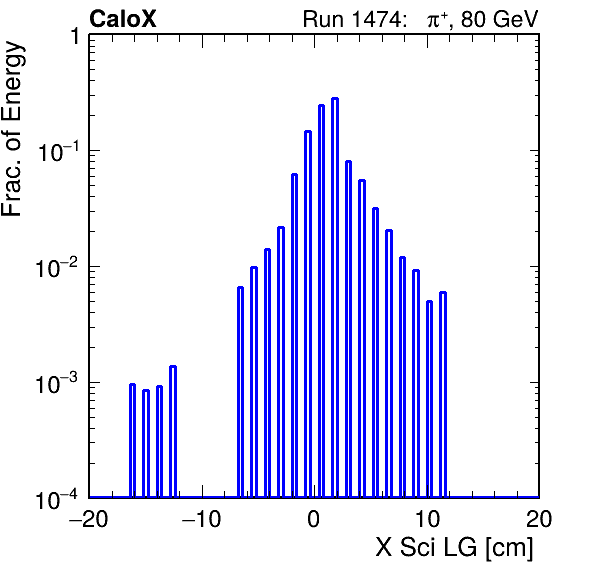 CaloX Run 1474: π⁺, 80 GeV
Frac. of Energy
1
10⁻¹
10⁻²
10⁻³
10⁻⁴
−20 −10 0 10 20
X Sci LG [cm]